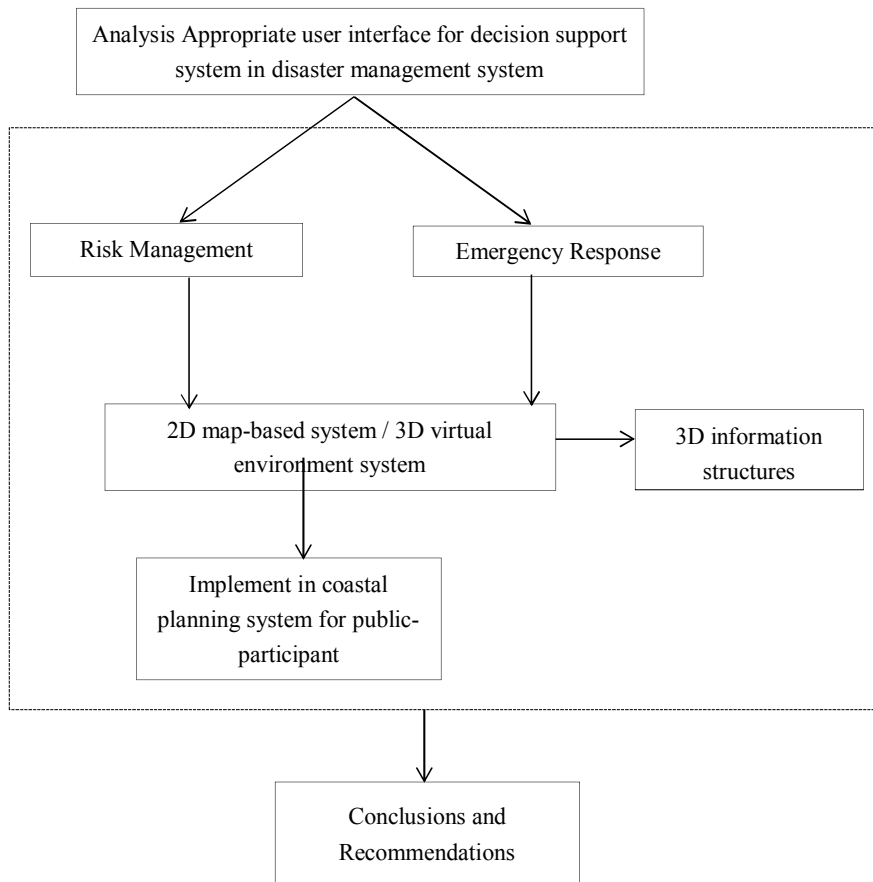 Analysis Appropriate user interface for decision support
system in disaster management system
Risk Management
Emergency Response
2D map-based system / 3D virtual
environment system
3D information
structures
Implement in coastal
planning system for public-
participant
Conclusions and
Recommendations